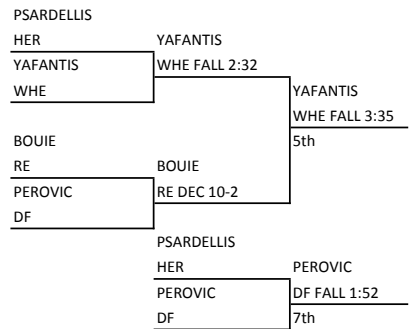 PSARDELLIS
HER
YAFANTIS
YAFANTIS
WHE FALL 2:32
WHE
YAFANTIS
WHE FALL 3:35
BOUIE
5th
RE
BOUIE
PEROVIC
RE DEC 10-2
DF
PSARDELLIS
HER
PEROVIC
PEROVIC
DF FALL 1:52
DF
7th